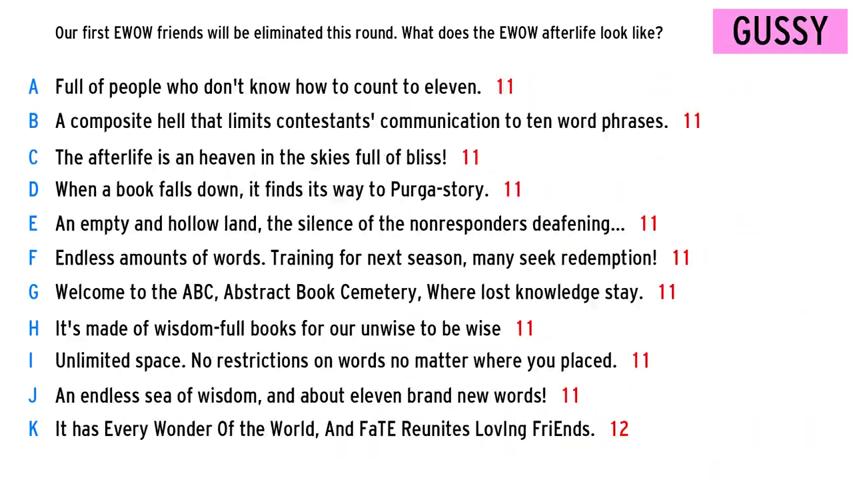 Our first EWOW friends will be eliminated this round. What does the EWOW afterlife look like?
GUSSY
A Full of people who don't know how to count to eleven. 11
B A composite hell that limits contestants' communication to ten word phrases. 11
C The afterlife is an heaven in the skies full of bliss! 11
D When a book falls down, it finds its way to Purga-story. 11
E An empty and hollow land, the silence of the nonresponders deafening... 11
F Endless amounts of words. Training for next season, many seek redemption! 11
G Welcome to the ABC, Abstract Book Cemetery, Where lost knowledge stay. 11
H It's made of wisdom-full books for our unwise to be wise 11
I Unlimited space. No restrictions on words no matter where you placed. 11
J An endless sea of wisdom, and about eleven brand new words! 11
K It has Every Wonder Of the World, And FaTE Reunites LovIng FriEnds. 12